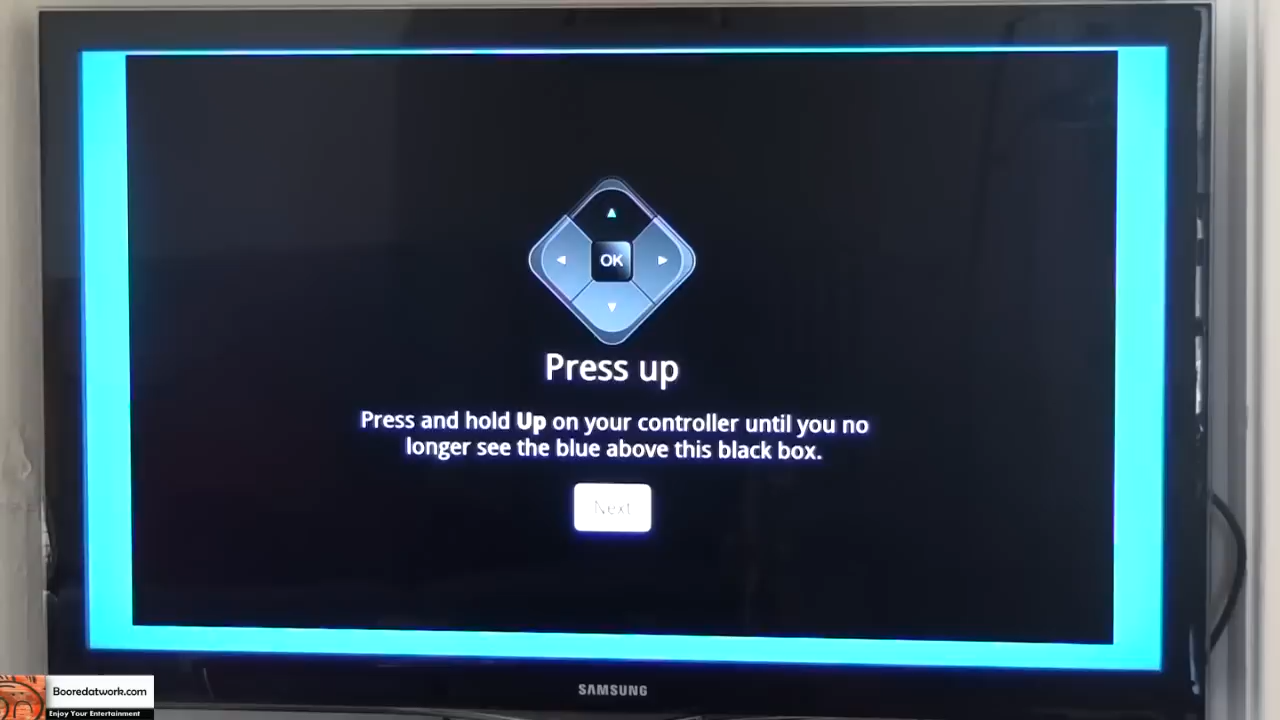 OK
Press up
Press and hold Up on your controller until you no
longer see the blue above this black box.
Next
SAMSUNG
Booredatwork.com
Enjoy Your Entertainment